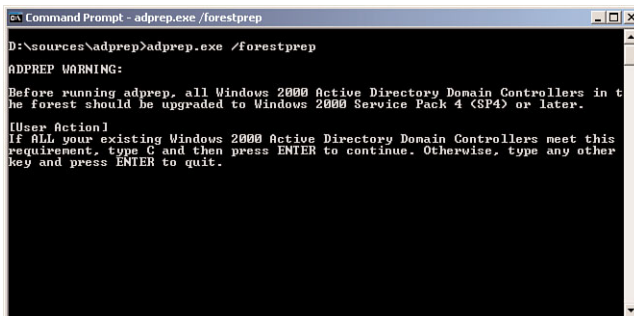 Command Prompt - adprep.exe /forestprep
D:\sources\adprep>adprep.exe /forestprep
ADPREP WARNING:
Before running adprep, all Windows 2000 Active Directory Domain Controllers in t
he forest should be upgraded to Windows 2000 Service Pack 4 (SP4) or later.
[User Action]
If ALL your existing Windows 2000 Active Directory Domain Controllers meet this
requirement, type C and then press ENTER to continue. Otherwise, type any other
key and press ENTER to quit.